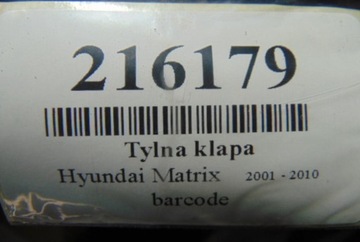 216179
Tylna klapa
Hyundai Matrix 2001 - 2010
barcode